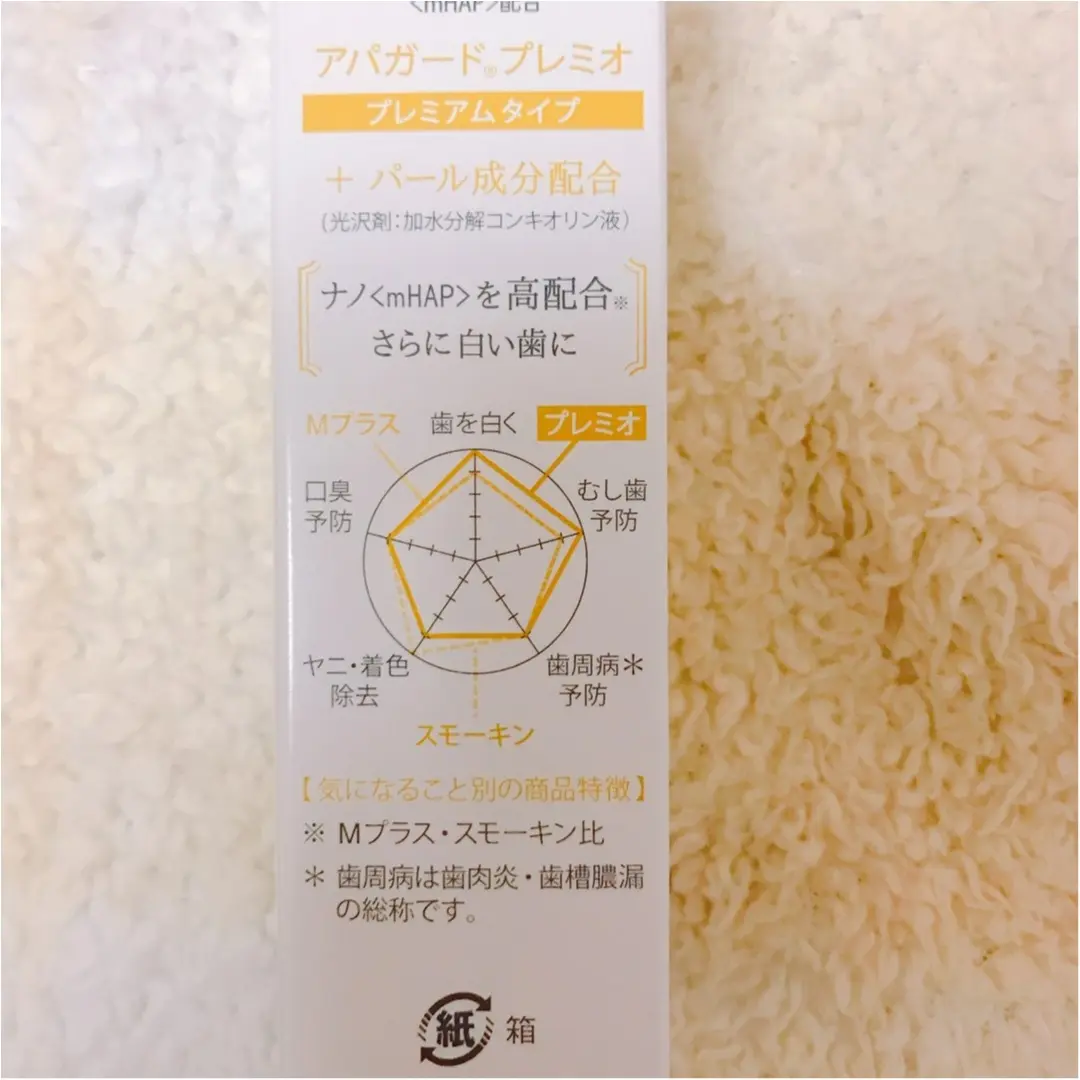 <mHAP>配合
アパガード®プレミオ
プレミアムタイプ
+ パール成分配合
(光沢剤:加水分解コンキオリン液)
ナノ<mHAP>を高配合※
さらに白い歯に
Mプラス 歯を白く プレミオ
口臭
予防
むし歯
予防
ヤニ・着色
除去
歯周病＊
予防
スモーキン
【気になること別の商品特徴】
※ Mプラス・スモーキン比
＊ 歯周病は歯肉炎・歯槽膿漏
の総称です。
紙 箱